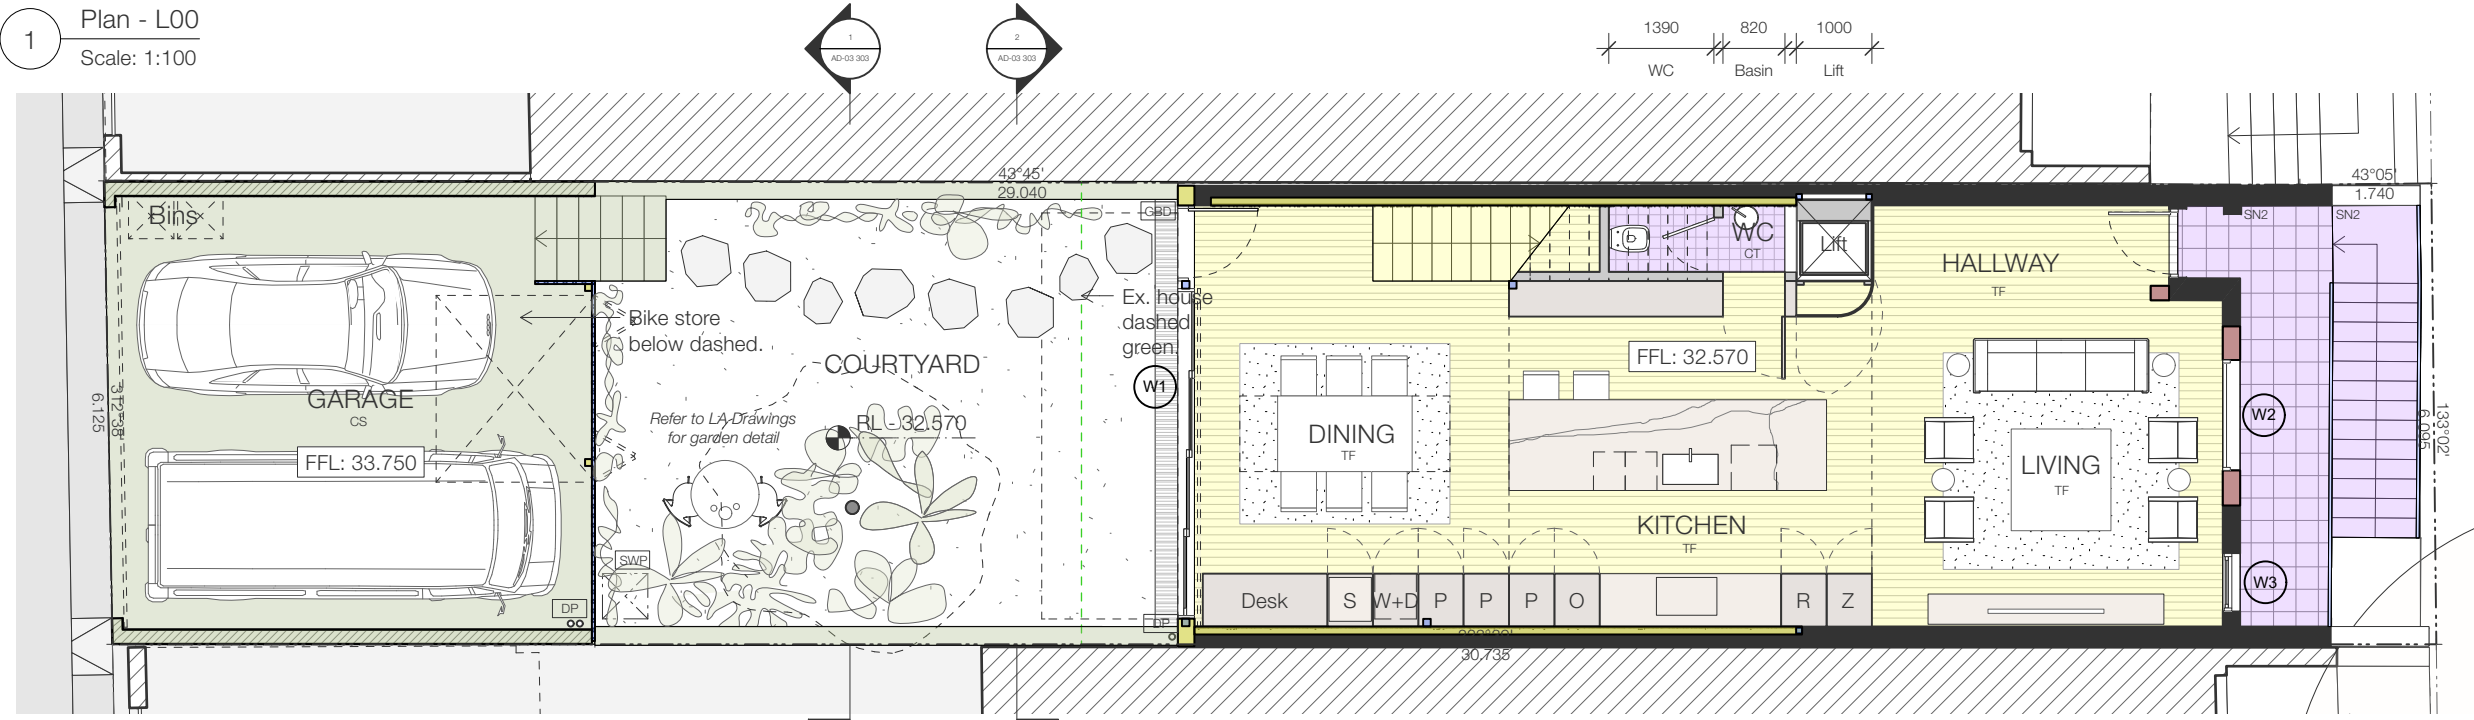 1
Plan - L00
Scale: 1:100
1
AD-03 303
2
AD-03 303
1390
820
1000
WC
Basin
Lift
43°45'
29.040
43°05'
1.740
Bins
GBD
WC
CT
Lift
SN2
SN2
HALLWAY
TF
Ex. house
dashed
green.
Bike store
below dashed.
COURTYARD
FFL: 32.570
W1
GARAGE
CS
6.125
312°38'
Refer to LA Drawings
for garden detail
RL - 32.570
DINING
TF
W2
133°02'
6.095
FFL: 33.750
LIVING
TF
KITCHEN
TF
SWP
W3
DP
DP
Desk
S
W+D
P
P
P
O
R
Z
30.735